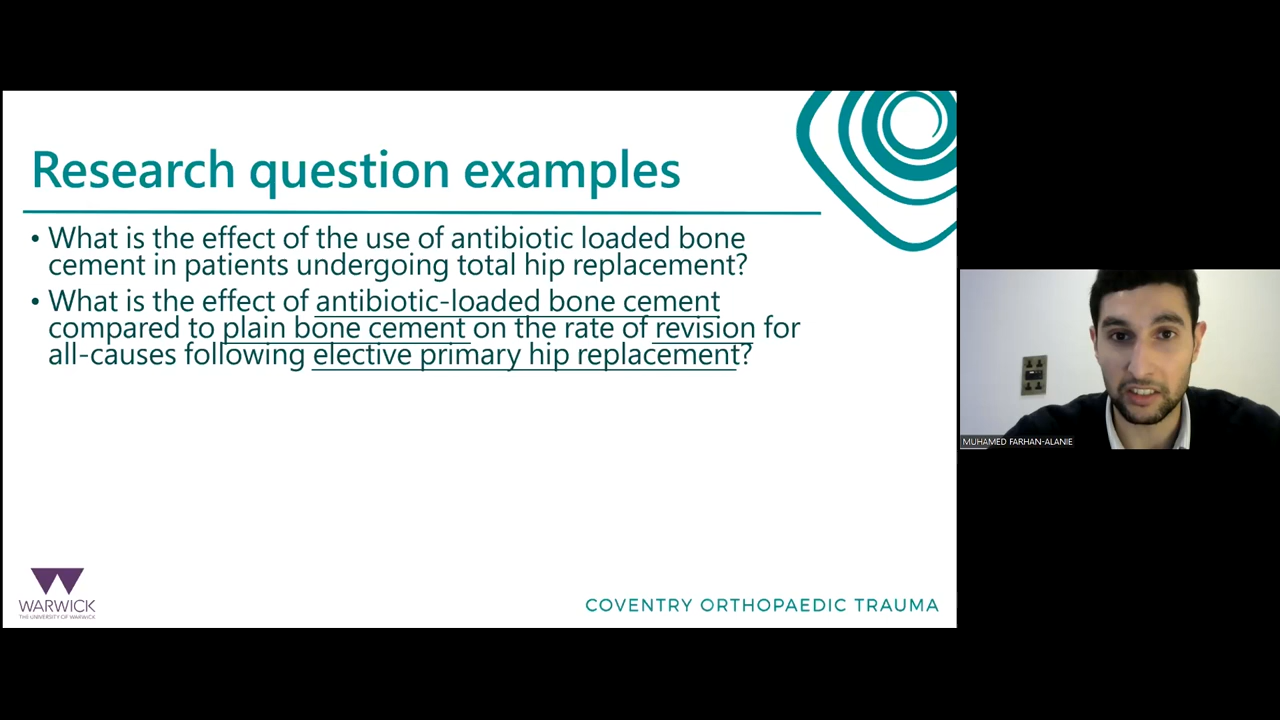 Research question examples
• What is the effect of the use of antibiotic loaded bone
cement in patients undergoing total hip replacement?
• What is the effect of antibiotic-loaded bone cement
compared to plain bone cement on the rate of revision for
all-causes following elective primary hip replacement?
MUHAMED FARHAN-ALANIE
WARWICK
THE UNIVERSITY OF WARWICK
COVENTRY ORTHOPAEDIC TRAUMA